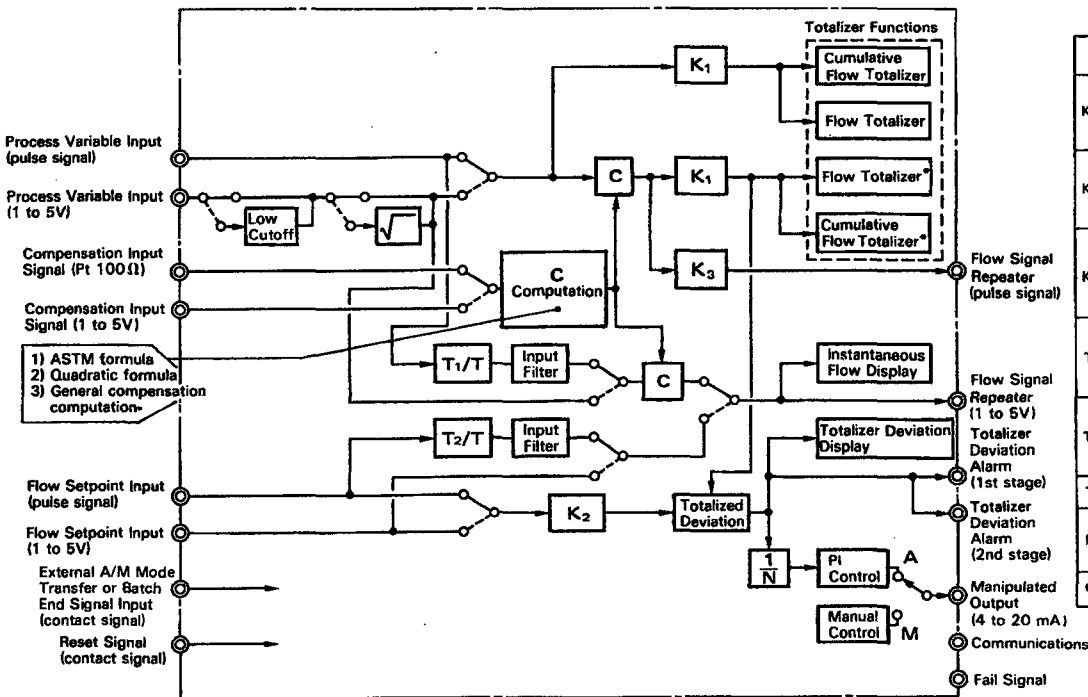 Totalizer Functions
Cumulative
Flow Totalizer
Flow Totalizer
Flow Totalizer*
Cumulative
Flow Totalizer*
K1
K1
K3
C
Process Variable Input
(pulse signal)
Process Variable Input
(1 to 5V)
Low
Cutoff
√
Compensation Input
Signal (Pt 100Ω)
Compensation Input
Signal (1 to 5V)
C
Computation
1) ASTM formula
2) Quadratic formula
3) General compensation
computation
T1/T
Input
Filter
C
T2/T
Input
Filter
Instantaneous
Flow Display
Totalizer Deviation
Display
Flow Signal
Repeater
(pulse signal)
Flow Signal
Repeater
(1 to 5V)
Totalizer
Deviation
Alarm
(1st stage)
Totalizer
Deviation
Alarm
(2nd stage)
Flow Setpoint Input
(pulse signal)
Flow Setpoint Input
(1 to 5V)
K2
Totalized
Deviation
1
N
PI
Control
A
Manual
Control
M
External A/M Mode
Transfer or Batch
End Signal Input
(contact signal)
Reset Signal
(contact signal)
Manipulated
Output
(4 to 20 mA)
Communications
Fail Signal